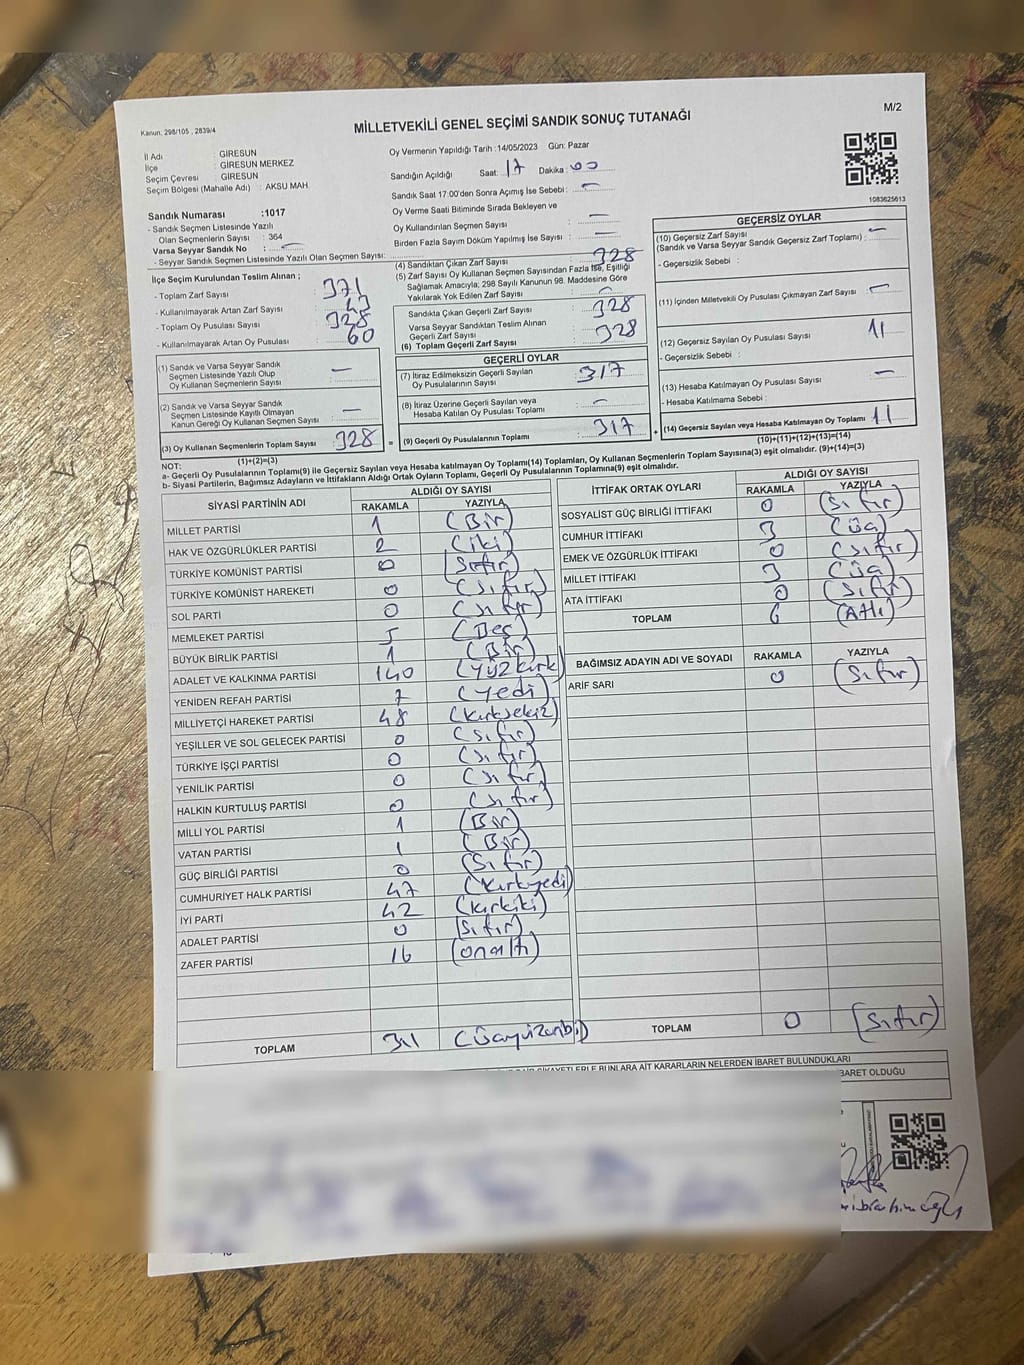 Kanun, 298/105 , 2839/4
MİLLETVEKİLİ GENEL SEÇİMİ SANDIK SONUÇ TUTANAĞI
M/2
İl Adı : GİRESUN
İlçe : GİRESUN MERKEZ
Seçim Çevresi : GİRESUN
Seçim Bölgesi (Mahalle Adı) : AKSU MAH.
Oy Vermenin Yapıldığı Tarih :14/05/2023 Gün: Pazar
Sandığın Açıldığı Saat: 17 Dakika: 00
Sandık Saat 17:00'den Sonra Açımış İse Sebebi: —
Oy Verme Saati Bitiminde Sırada Bekleyen ve
Oy Kullandırılan Seçmen Sayısı : —
Birden Fazla Sayım Döküm Yapılmış İse Sayısı : —
1083625613
Sandık Numarası :1017
- Sandık Seçmen Listesinde Yazılı
Olan Seçmenlerin Sayısı : 364
Varsa Seyyar Sandık No : —
- Seyyar Sandık Seçmen Listesinde Yazılı Olan Seçmen Sayısı:
İlçe Seçim Kurulundan Teslim Alınan ;
- Toplam Zarf Sayısı : 371
- Kullanılmayarak Artan Zarf Sayısı : 43
- Toplam Oy Pusulası Sayısı : 328
- Kullanılmayarak Artan Oy Pusulası : 60
(1) Sandık ve Varsa Seyyar Sandık
Seçmen Listesinde Yazılı Olup
Oy Kullanan Seçmenlerin Sayısı : —
(2) Sandık ve Varsa Seyyar Sandık
Seçmen Listesinde Kayıtlı Olmayan
Kanun Gereği Oy Kullanan Seçmen Sayısı : —
(3) Oy Kullanan Seçmenlerin Toplam Sayısı : 328
(1)+(2)=(3)
(4) Sandıktan Çıkan Zarf Sayısı : 328
(5) Zarf Sayısı Oy Kullanan Seçmen Sayısından Fazla İse, Eşitliği
Sağlamak Amacıyla; 298 Sayılı Kanunun 98. Maddesine Göre
Yakılarak Yok Edilen Zarf Sayısı : —
Sandıkta Çıkan Geçerli Zarf Sayısı : 328
Varsa Seyyar Sandıktan Teslim Alınan
Geçerli Zarf Sayısı
(6) Toplam Geçerli Zarf Sayısı : 328
GEÇERLİ OYLAR
(7) İtiraz Edilmeksizin Geçerli Sayılan
Oy Pusulalarının Sayısı : 317
(8) İtiraz Üzerine Geçerli Sayılan veya
Hesaba Katılan Oy Pusulası Toplamı : —
= (9) Geçerli Oy Pusulalarının Toplamı : 317
GEÇERSİZ OYLAR
(10) Geçersiz Zarf Sayısı
(Sandık ve Varsa Seyyar Sandık Geçersiz Zarf Toplamı) : —
- Geçersizlik Sebebi :
(11) İçinden Milletvekili Oy Pusulası Çıkmayan Zarf Sayısı : —
(12) Geçersiz Sayılan Oy Pusulası Sayısı : 11
- Geçersizlik Sebebi :
(13) Hesaba Katılmayan Oy Pusulası Sayısı : —
- Hesaba Katılmama Sebebi :
+ (14) Geçersiz Sayılan veya Hesaba Katılmayan Oy Toplamı : 11
(10)+(11)+(12)+(13)=(14)
NOT:
a- Geçerli Oy Pusulalarının Toplamı(9) ile Geçersiz Sayılan veya Hesaba katılmayan Oy Toplamı(14) Toplamları, Oy Kullanan Seçmenlerin Toplam Sayısına(3) eşit olmalıdır. (9)+(14)=(3)
b- Siyasi Partilerin, Bağımsız Adayların ve İttifakların Aldığı Ortak Oyların Toplamı, Geçerli Oy Pusulalarının Toplamına(9) eşit olmalıdır.
SİYASİ PARTİNİN ADI ALDIĞI OY SAYISI
RAKAMLA YAZIYLA
MİLLET PARTİSİ 1 (Bir)
HAK VE ÖZGÜRLÜKLER PARTİSİ 2 (iki)
TÜRKİYE KOMÜNİST PARTİSİ 0 (Sıfır)
TÜRKİYE KOMÜNİST HAREKETİ 0 (Sıfır)
SOL PARTİ 0 (Sıfır)
MEMLEKET PARTİSİ 5 (Beş)
BÜYÜK BİRLİK PARTİSİ 1 (Bir)
ADALET VE KALKINMA PARTİSİ 140 (Yüzkırk)
YENİDEN REFAH PARTİSİ 7 (Yedi)
MİLLİYETÇİ HAREKET PARTİSİ 48 (Kırksekiz)
YEŞİLLER VE SOL GELECEK PARTİSİ 0 (Sıfır)
TÜRKİYE İŞÇİ PARTİSİ 0 (Sıfır)
YENİLİK PARTİSİ 0 (Sıfır)
HALKIN KURTULUŞ PARTİSİ 0 (Sıfır)
MİLLİ YOL PARTİSİ 1 (Bir)
VATAN PARTİSİ 1 (Bir)
GÜÇ BİRLİĞİ PARTİSİ 0 (Sıfır)
CUMHURİYET HALK PARTİSİ 47 (Kırkyedi)
İYİ PARTİ 42 (Kırkiki)
ADALET PARTİSİ 0 (Sıfır)
ZAFER PARTİSİ 16 (onaltı)
TOPLAM 311 (Üçyüzonbir)
İTTİFAK ORTAK OYLARI ALDIĞI OY SAYISI
RAKAMLA YAZIYLA
SOSYALİST GÜÇ BİRLİĞİ İTTİFAKI 0 (Sıfır)
CUMHUR İTTİFAKI 3 (üç)
EMEK VE ÖZGÜRLÜK İTTİFAKI 0 (Sıfır)
MİLLET İTTİFAKI 3 (üç)
ATA İTTİFAKI 0 (Sıfır)
TOPLAM 6 (Altı)
BAĞIMSIZ ADAYIN ADI VE SOYADI RAKAMLA YAZIYLA
ARİF SARI 0 (Sıfır)
TOPLAM 0 (Sıfır)
BUNLARA AİT KARARLARIN NELERDEN İBARET BULUNDUKLARI
İBARET OLDUĞU